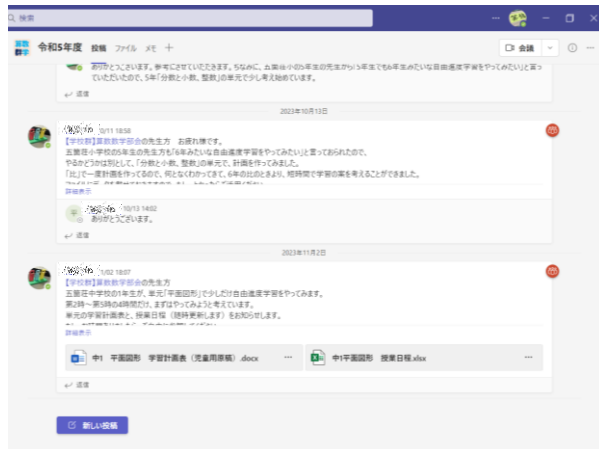 検索
算数
数学
令和5年度 投稿 ファイル メモ
会議
ありがとうございます。参考にさせていただきます。ちなみに、五箇荘小の5年生の先生から「5年生でも6年生みたいな自由進度学習をやってみたい」と言っ
ていただいたので、5年「分数と小数、整数」の単元で少し考え始めています。
返信
2023年10月13日
10/11 18:58
【学校群】算数数学部会の先生方 お疲れ様です。
五箇荘小学校の5年生の先生方も「6年みたいな自由進度学習をやってみたい」と言っておられたので、
やるかどうかは別として、「分数と小数、整数」の単元で、計画を作ってみました。
「比」で一度計画を作ってるので、何となくわかってきて、6年の比のときより、短時間で学習の案を考えることができました。
詳細表示
10/13 14:02
ありがとうございます。
返信
2023年11月2日
1/02 18:07
【学校群】算数数学部会の先生方
五箇荘中学校の1年生が、単元「平面図形」で少しだけ自由進度学習をやってみます。
第2時～第5時の4時間だけ、まずはやってみようと考えています。
単元の学習計画表と、授業日程（随時更新します）をお知らせします。
詳細表示
中1 平面図形 学習計画表（児童用原稿）.docx
中1平面図形 授業日程.xlsx
返信
新しい投稿